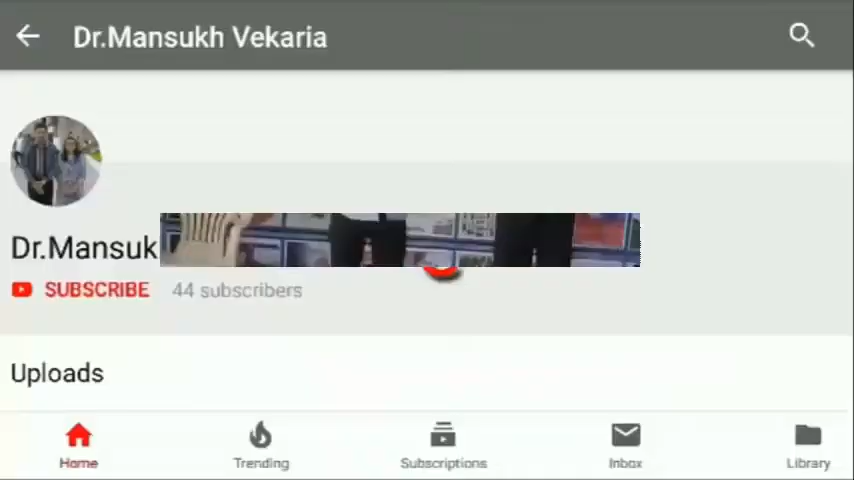 Dr.Mansukh Vekaria
Dr.Mansuk
SUBSCRIBE 44 subscribers
Uploads
Home Trending Subscriptions Inbox Library